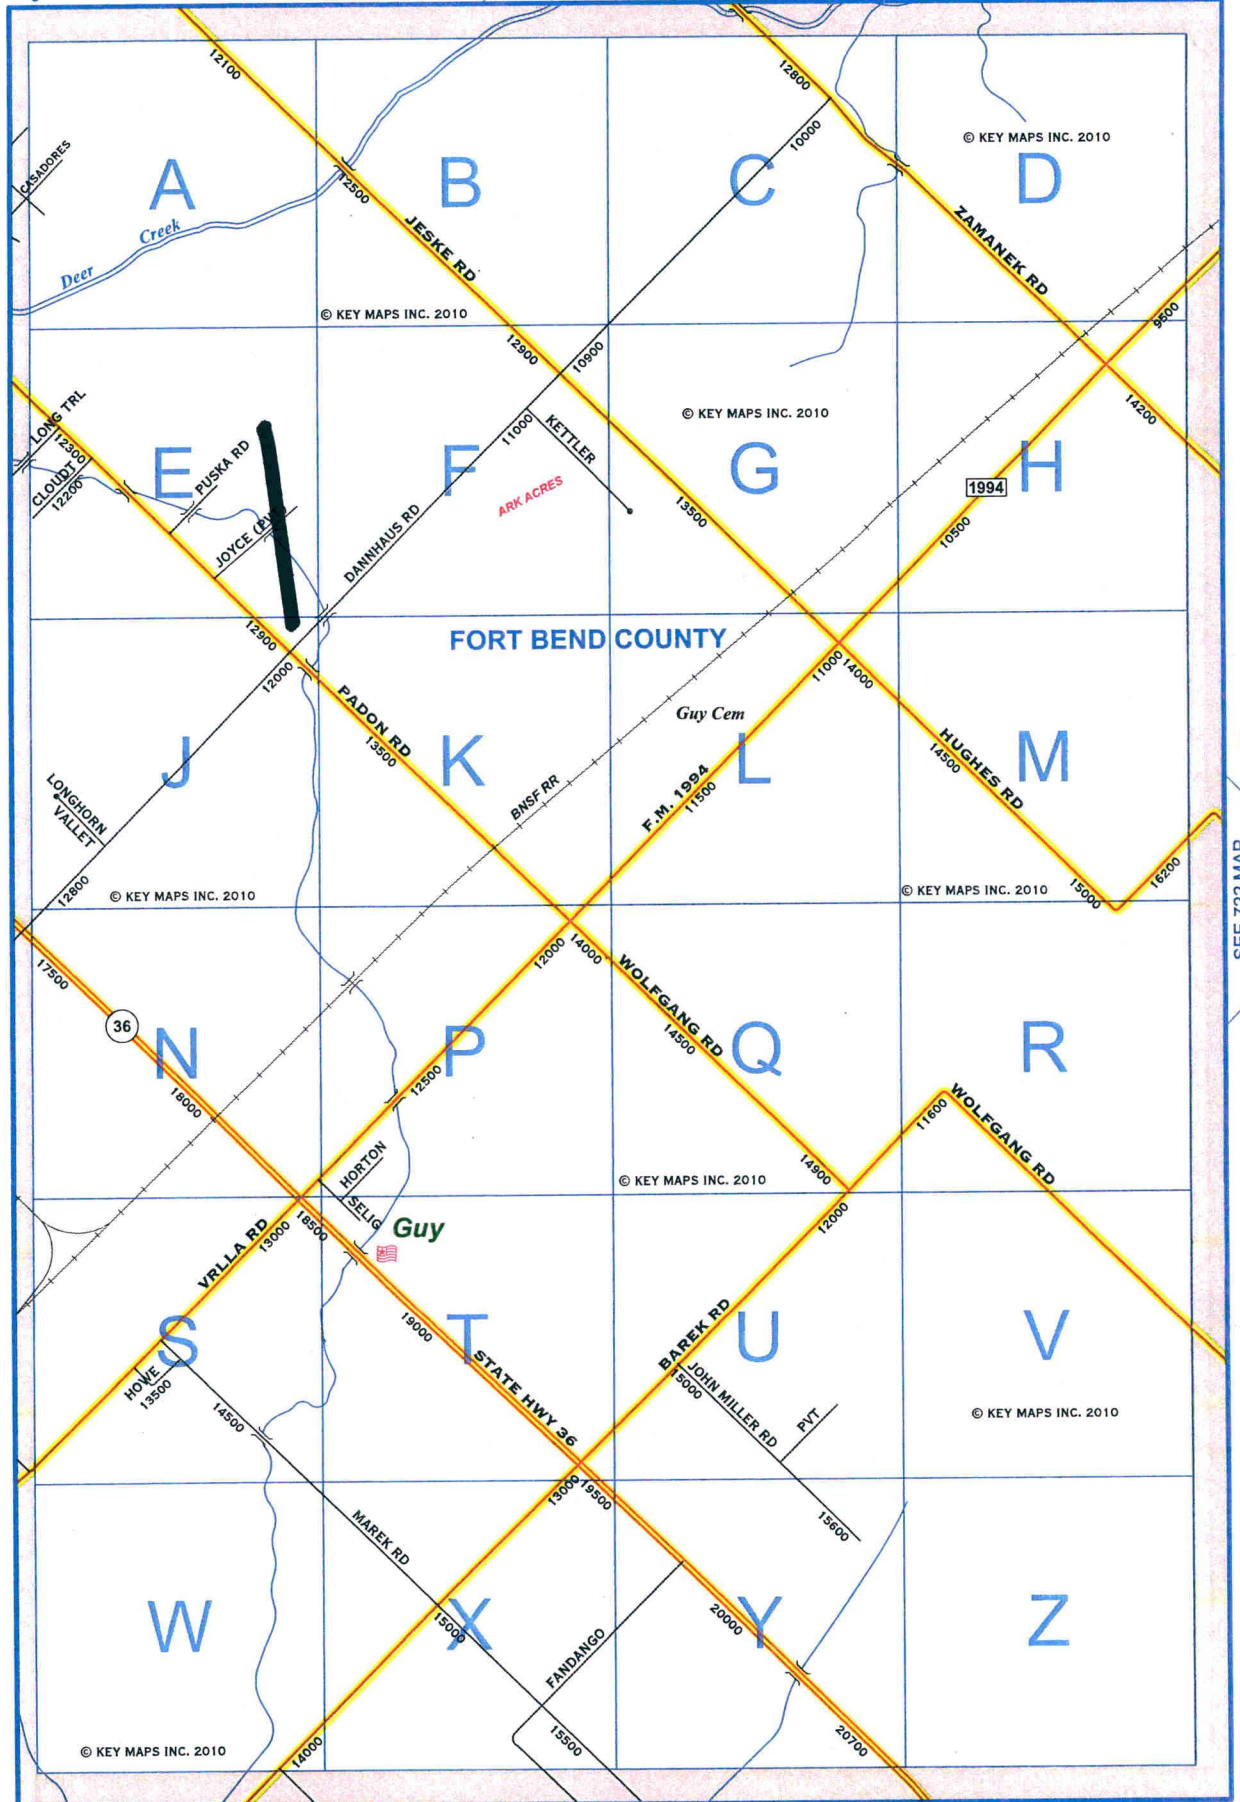 12100
12800
10000
© KEY MAPS INC. 2010
CASADORES
A
B
C
D
12500
Creek
Deer
JESKE RD
ZAMANEK RD
© KEY MAPS INC. 2010
9500
12900
10900
LONG TRL
12300
14200
© KEY MAPS INC. 2010
11000
KETTLER
CLOUDT
12200
E
PUSKA RD
F
G
H
1994
ARK ACRES
13500
10500
JOYCE
DANNHAUS RD
12900
FORT BEND COUNTY
12000
11000
14000
PADON RD
13500
Guy Cem
J
K
L
M
HUGHES RD
14500
LONGHORN
VALLET
BNSF RR
F.M. 1994
11500
12800
© KEY MAPS INC. 2010
© KEY MAPS INC. 2010
15000
16200
SEE 723 MAP
17500
12000
14000
WOLFGANG RD
14500
36
N
P
Q
R
18000
12500
11600
WOLFGANG RD
HORTON
SELIG
© KEY MAPS INC. 2010
14900
12000
VRLLA RD
13000
18500
Guy
S
T
U
V
19000
STATE HWY 36
BAREK RD
15000
JOHN MILLER RD
PVT
HOWE
13500
14500
© KEY MAPS INC. 2010
13000
19500
15600
MAREK RD
W
X
Y
Z
15000
20000
FANDANGO
15500
20700
© KEY MAPS INC. 2010
14000